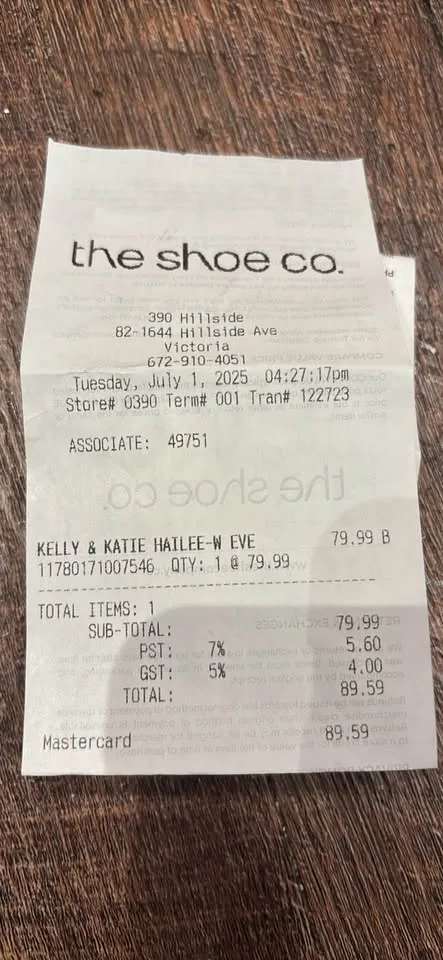 the shoe co.
390 Hillside
82-1644 Hillside Ave
Victoria
672-910-4051
Tuesday, July 1, 2025 04:27:17pm
Store# 0390 Term# 001 Tran# 122723
ASSOCIATE: 49751
the shoe co.
KELLY & KATIE HAILEE-W EVE 79.99 B
11780171007546 QTY: 1 @ 79.99
TOTAL ITEMS: 1
SUB-TOTAL: 79.99
PST: 7% 5.60
GST: 5% 4.00
TOTAL: 89.59
Mastercard 89.59